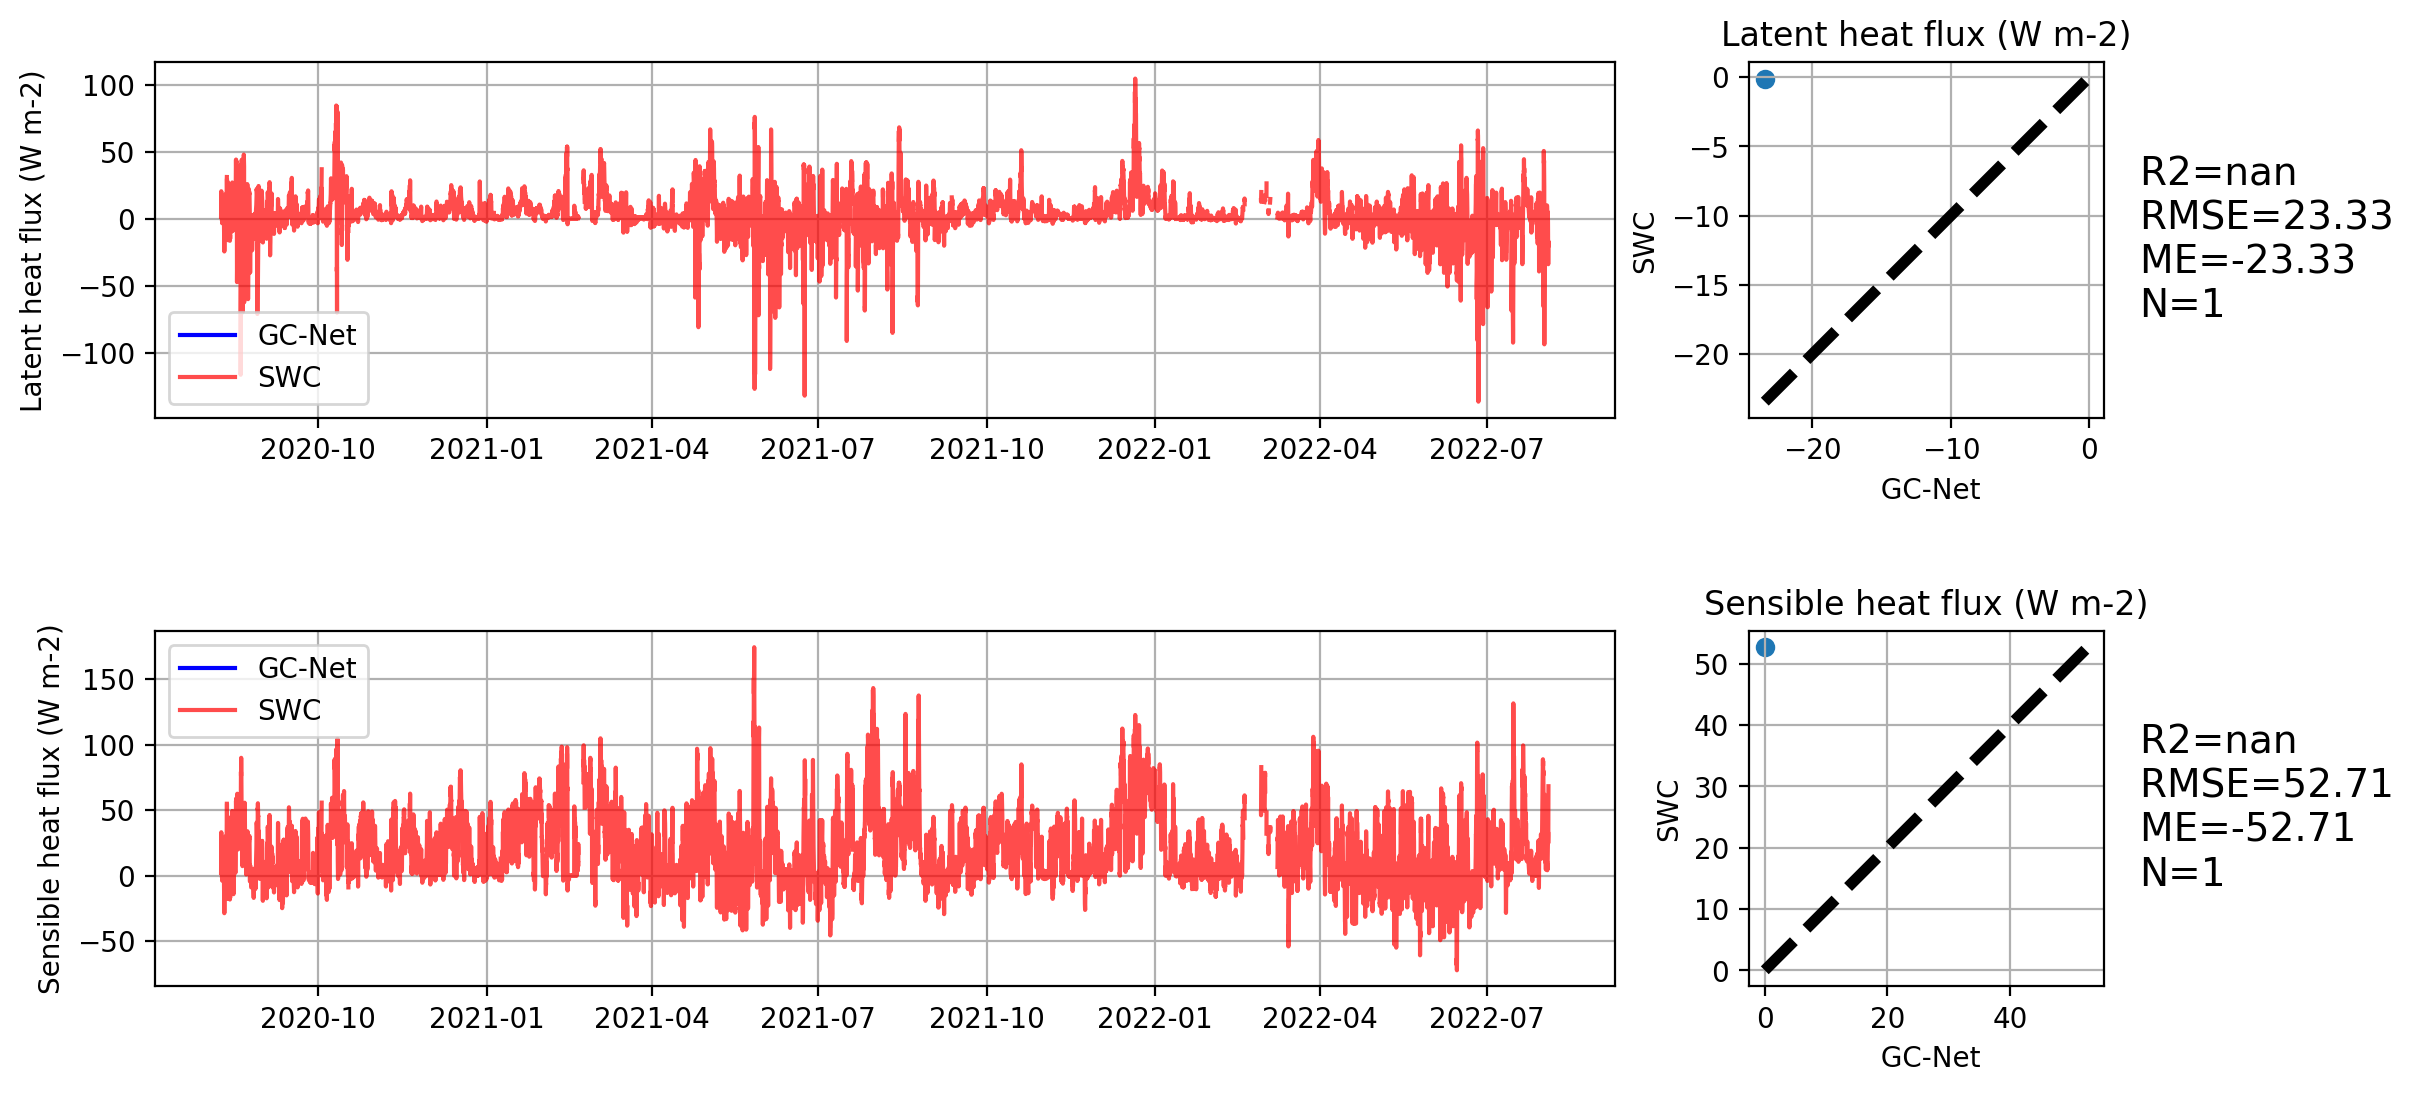 Latent heat flux (W m-2)
100
50
0
−50
−100
GC-Net
SWC
2020-10 2021-01 2021-04 2021-07 2021-10 2022-01 2022-04 2022-07
Latent heat flux (W m-2)
SWC
0
−5
−10
−15
−20
−20 −10 0
GC-Net
R2=nan
RMSE=23.33
ME=-23.33
N=1
Sensible heat flux (W m-2)
150
100
50
0
−50
GC-Net
SWC
2020-10 2021-01 2021-04 2021-07 2021-10 2022-01 2022-04 2022-07
Sensible heat flux (W m-2)
SWC
50
40
30
20
10
0
0 20 40
GC-Net
R2=nan
RMSE=52.71
ME=-52.71
N=1